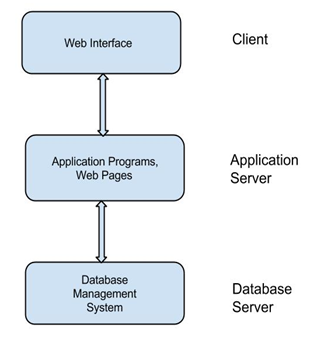 Web Interface
Client
Application Programs,
Web Pages
Application
Server
Database
Management
System
Database
Server